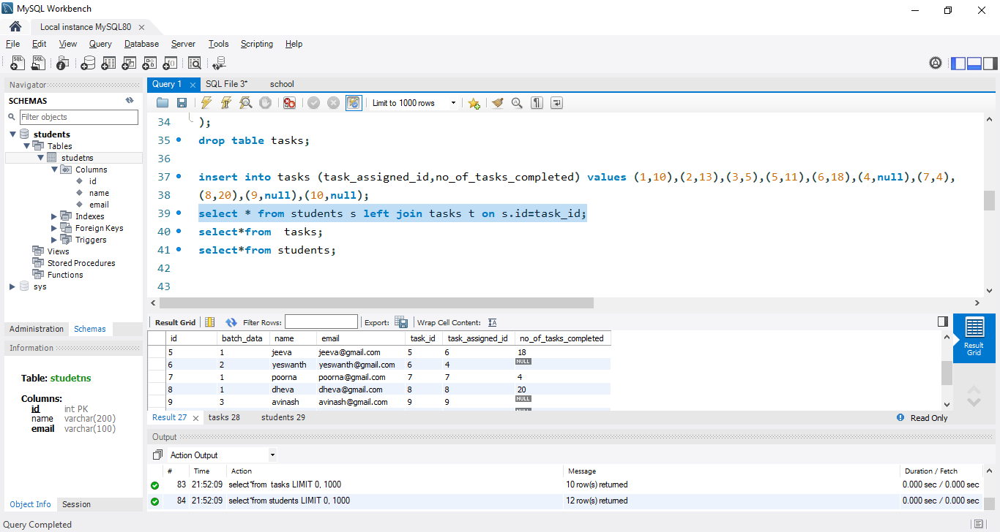 MySQL Workbench
Local instance MySQL80
File Edit View Query Database Server Tools Scripting Help
Navigator
SCHEMAS
Filter objects
students
Tables
studetns
Columns
id
name
email
Indexes
Foreign Keys
Triggers
Views
Stored Procedures
Functions
sys
Administration Schemas
Information
Table: studetns
Columns:
id int PK
name varchar(200)
email varchar(100)
Object Info Session
Query 1 SQL File 3* school
Limit to 1000 rows
34 );
35 drop table tasks;
36
37 insert into tasks (task_assigned_id,no_of_tasks_completed) values (1,10),(2,13),(3,5),(5,11),(6,18),(4,null),(7,4),
38 (8,20),(9,null),(10,null);
39 select * from students s left join tasks t on s.id=task_id;
40 select*from  tasks;
41 select*from students;
42
43
Result Grid Filter Rows: Export: Wrap Cell Content:
id batch_data name email task_id task_assigned_id no_of_tasks_completed
5 1 jeeva jeeva@gmail.com 5 6 18
6 2 yeswanth yeswanth@gmail.com 6 4 NULL
7 1 poorna poorna@gmail.com 7 7 4
8 1 dheva dheva@gmail.com 8 8 20
9 3 avinash avinash@gmail.com 9 9 NULL
NULL
Result Grid
Result 27 tasks 28 students 29 Read Only
Output
Action Output
# Time Action Message Duration / Fetch
83 21:52:09 select*from  tasks LIMIT 0, 1000 10 row(s) returned 0.000 sec / 0.000 sec
84 21:52:09 select*from students LIMIT 0, 1000 12 row(s) returned 0.000 sec / 0.000 sec
Query Completed